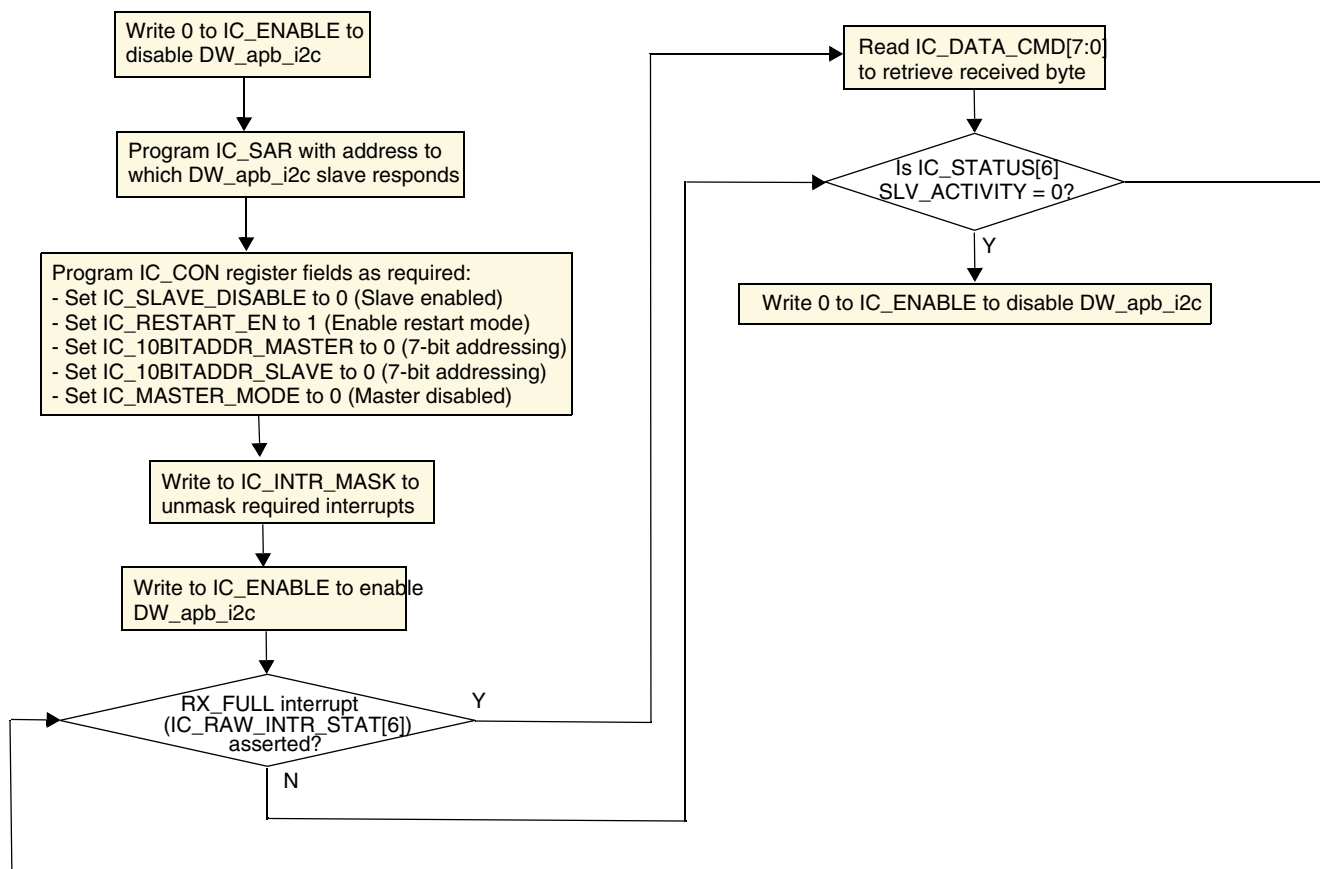 Write 0 to IC_ENABLE to
disable DW_apb_i2c
Program IC_SAR with address to
which DW_apb_i2c slave responds
Program IC_CON register fields as required:
- Set IC_SLAVE_DISABLE to 0 (Slave enabled)
- Set IC_RESTART_EN to 1 (Enable restart mode)
- Set IC_10BITADDR_MASTER to 0 (7-bit addressing)
- Set IC_10BITADDR_SLAVE to 0 (7-bit addressing)
- Set IC_MASTER_MODE to 0 (Master disabled)
Write to IC_INTR_MASK to
unmask required interrupts
Write to IC_ENABLE to enable
DW_apb_i2c
RX_FULL interrupt
(IC_RAW_INTR_STAT[6])
asserted?
Y
N
Read IC_DATA_CMD[7:0]
to retrieve received byte
Is IC_STATUS[6]
SLV_ACTIVITY = 0?
Y
Write 0 to IC_ENABLE to disable DW_apb_i2c